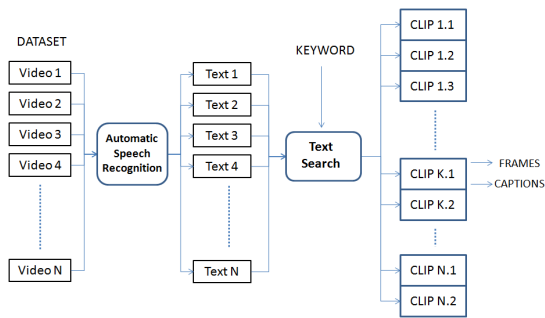 DATASET
Video 1
Video 2
Video 3
Video 4
Video N
Automatic
Speech
Recognition
Text 1
Text 2
Text 3
Text 4
Text N
KEYWORD
Text
Search
CLIP 1.1
CLIP 1.2
CLIP 1.3
CLIP K.1
CLIP K.2
CLIP N.1
CLIP N.2
FRAMES
CAPTIONS